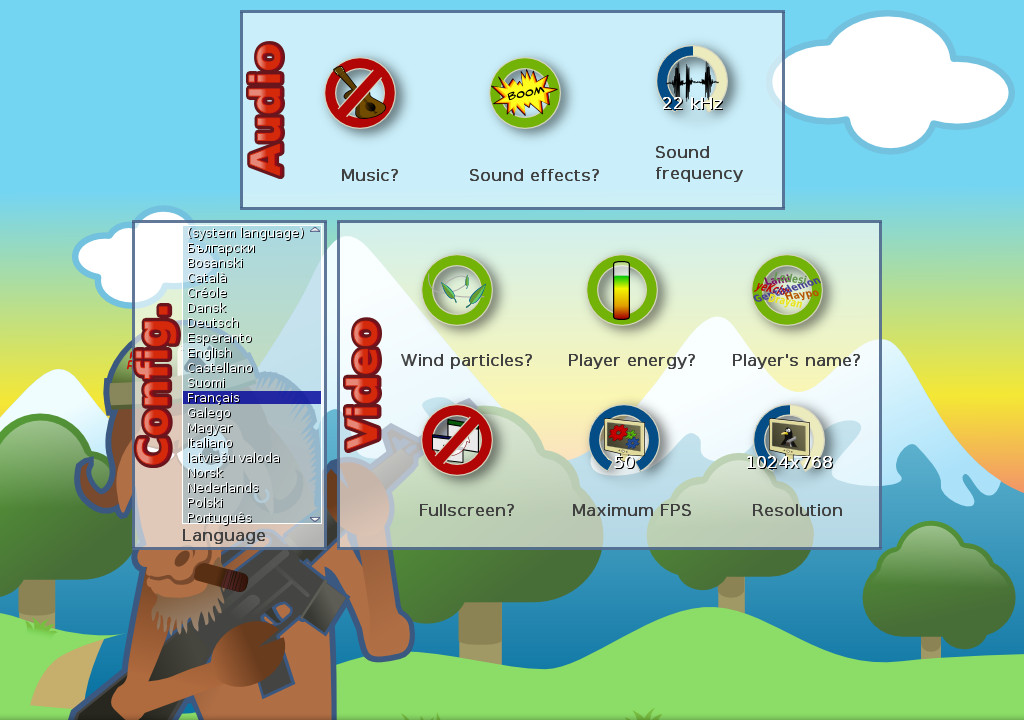 Audio
BOOM
22 kHz
Music?
Sound effects?
Sound
frequency
Config.
(system language)
Български
Bosanski
Català
Créole
Dansk
Deutsch
Esperanto
English
Castellano
Suomi
Français
Galego
Magyar
Italiano
latviešu valoda
Norsk
Nederlands
Polski
Português
Language
Video
Wind particles?
Player energy?
Player's name?
50
1024x768
Fullscreen?
Maximum FPS
Resolution